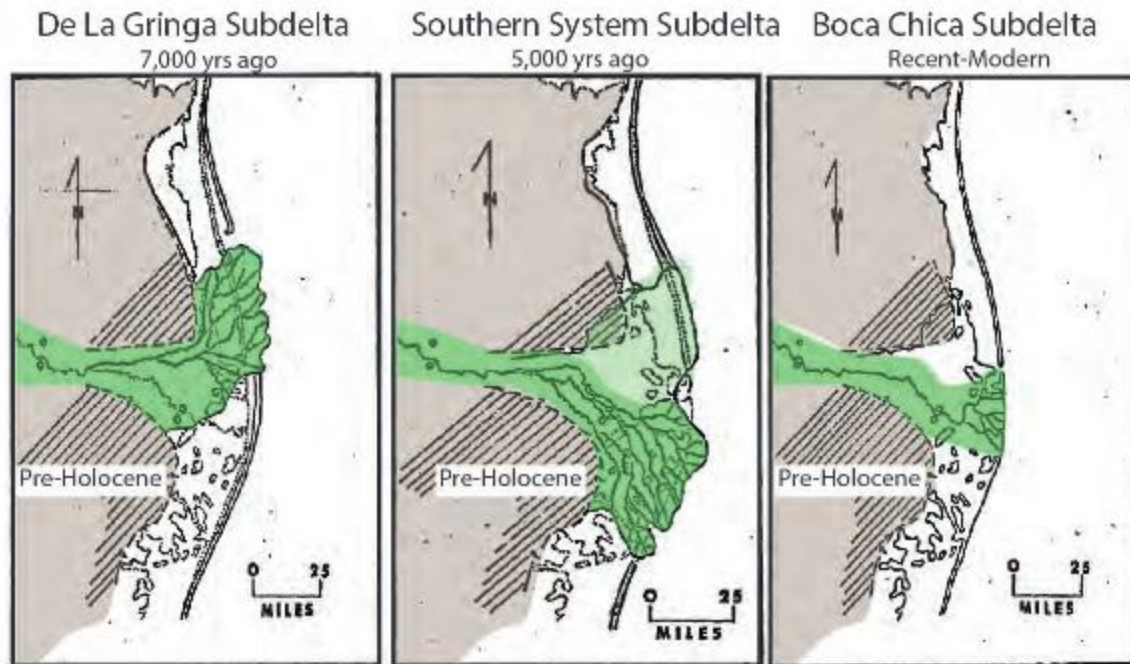 De La Gringa Subdelta
7,000 yrs ago
Southern System Subdelta
5,000 yrs ago
Boca Chica Subdelta
Recent-Modern
N
N
N
Pre-Holocene
Pre-Holocene
Pre-Holocene
0 25
MILES
0 25
MILES
0 25
MILES